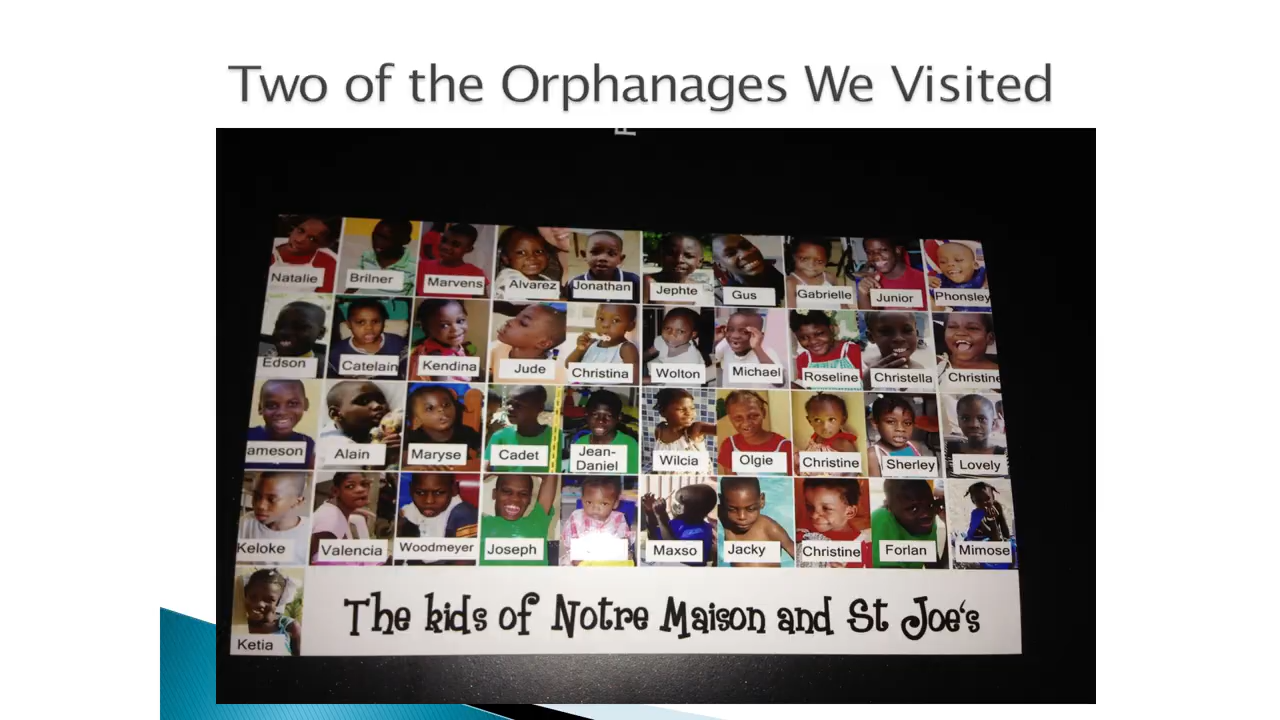 Two of the Orphanages We Visited
Natalie Brilner Marvens Alvarez Jonathan Jephte Gus Gabrielle Junior Phonsley
Edson Catelain Kendina Jude Christina Wolton Michael Roseline Christella Christine
ameson Alain Maryse Cadet Jean-
Daniel Wilcia Olgie Christine Sherley Lovely
Keloke Valencia Woodmeyer Joseph Maxso Jacky Christine Forlan Mimose
Ketia
The kids of Notre Maison and St Joe's